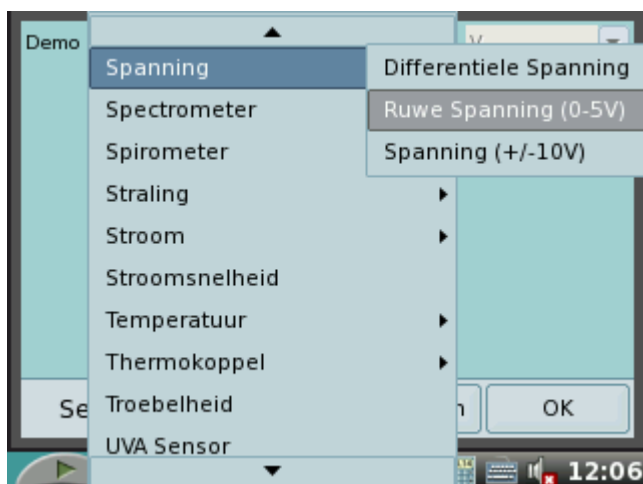 Demo
Spanning
Spectrometer
Spirometer
Straling
Stroom
Stroomsnelheid
Temperatuur
Thermokoppel
Troebelheid
UVA Sensor
Differentiele Spanning
Ruwe Spanning (0-5V)
Spanning (+/-10V)
Se
n
OK
12:06